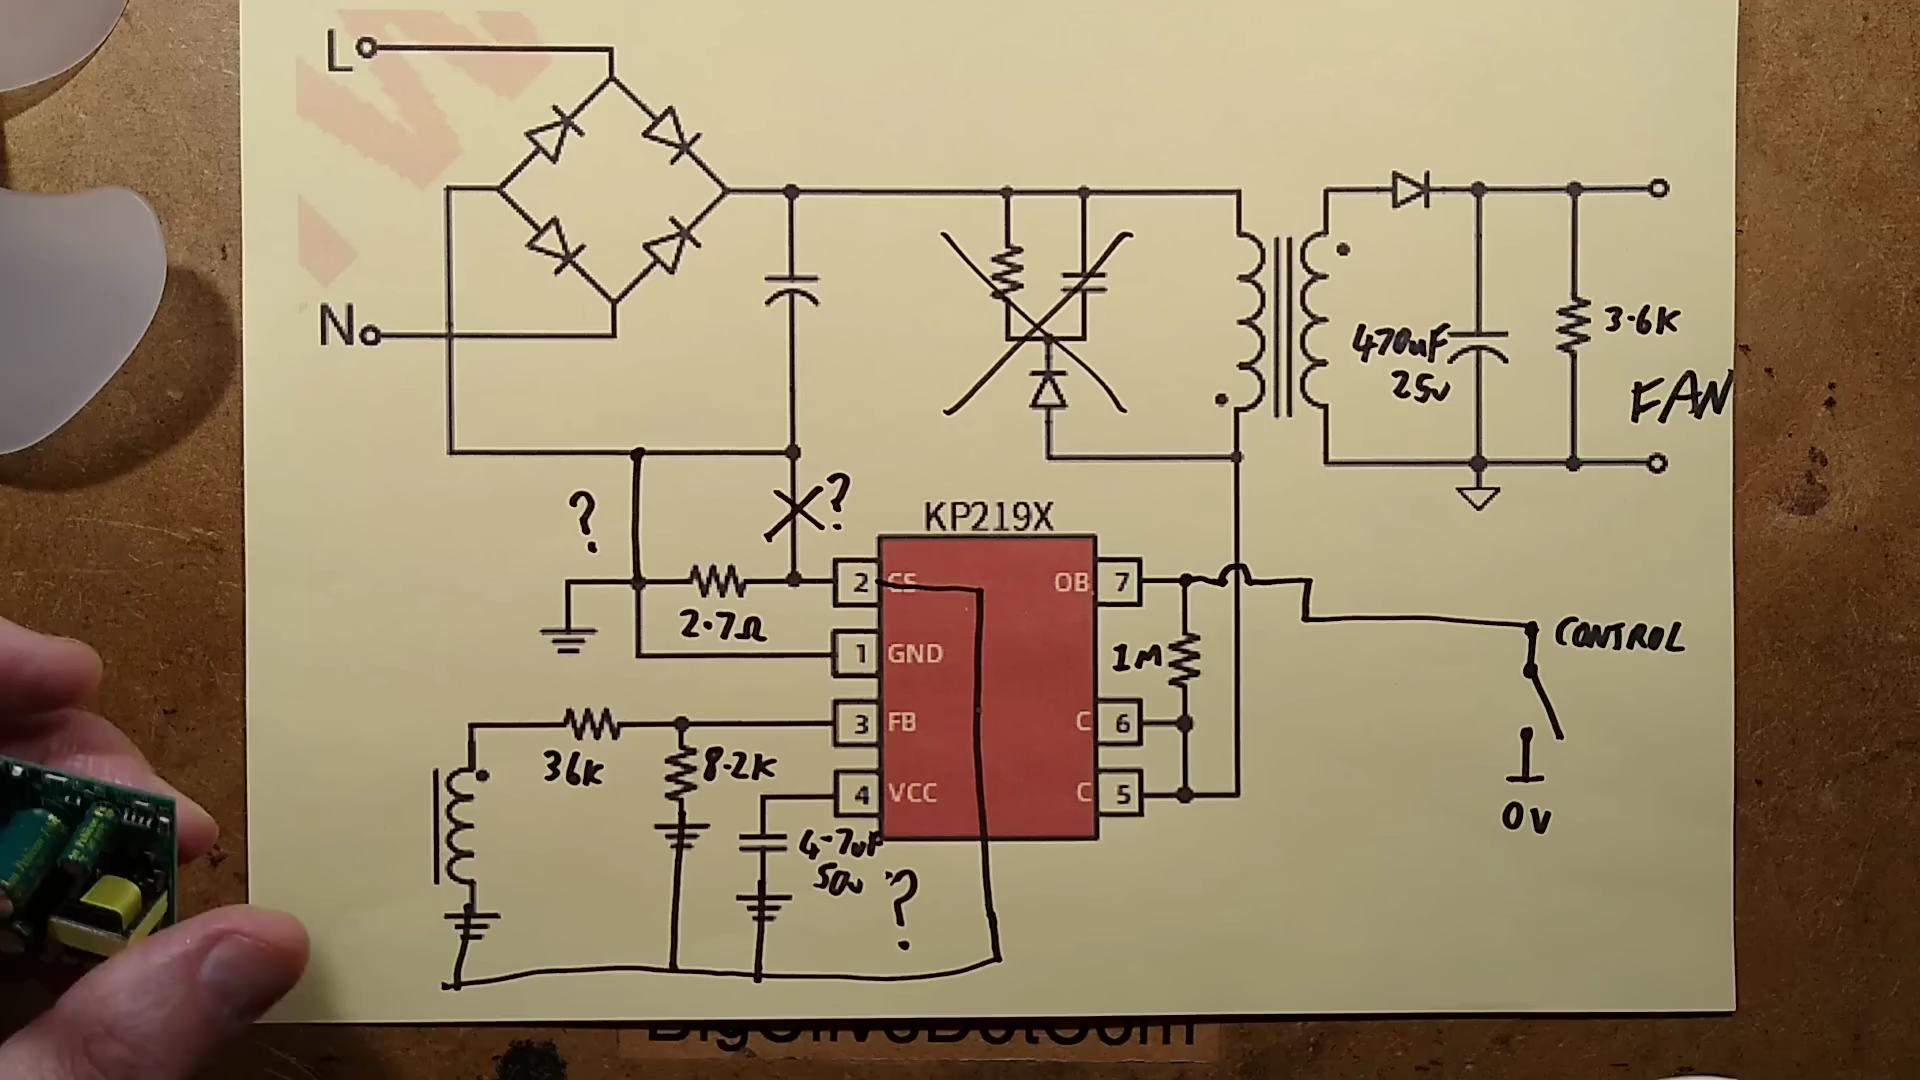 L
N
470uF
25v
3.6K
FAN
?
?
KP219X
2 CS
OB 7
2.7Ω
1 GND
1M
CONTROL
3 FB
C 6
36K
8.2K
4 VCC
C 5
4.7uF
50v
?
0V
BigCliveDotCom